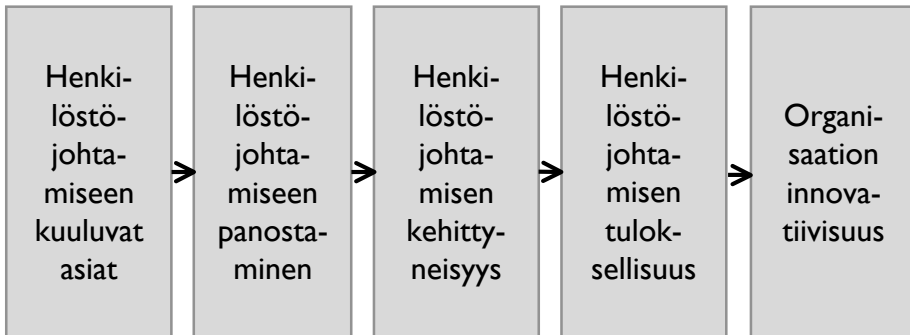 Henki-
löstö-
johta-
miseen
kuuluvat
asiat
Henki-
löstö-
johta-
miseen
panosta-
minen
Henki-
löstö-
johta-
misen
kehitty-
neisyys
Henki-
löstö-
johta-
misen
tulok-
sellisuus
Organi-
saation
innova-
tiivisuus